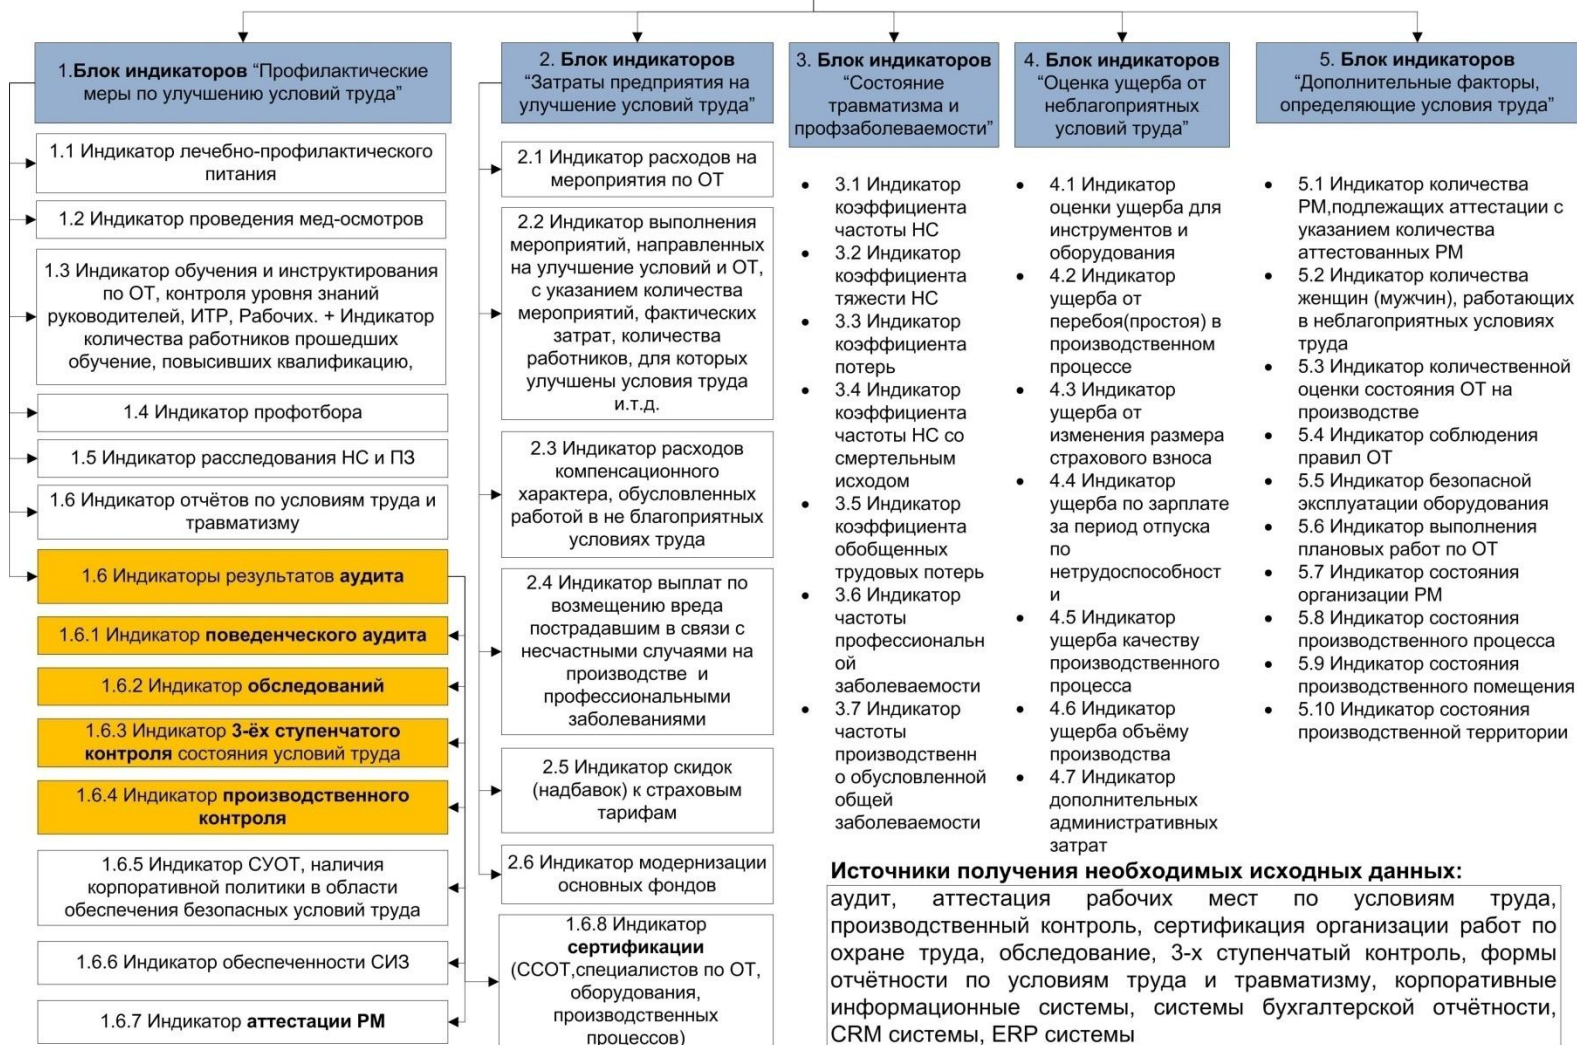 1.Блок индикаторов “Профилактические
меры по улучшению условий труда”
1.1 Индикатор лечебно-профилактического
питания
1.2 Индикатор проведения мед-осмотров
1.3 Индикатор обучения и инструктирования
по ОТ, контроля уровня знаний
руководителей, ИТР, Рабочих. + Индикатор
количества работников прошедших
обучение, повысивших квалификацию,
1.4 Индикатор профотбора
1.5 Индикатор расследования НС и ПЗ
1.6 Индикатор отчётов по условиям труда и
травматизму
1.6 Индикаторы результатов аудита
1.6.1 Индикатор поведенческого аудита
1.6.2 Индикатор обследований
1.6.3 Индикатор 3-ёх ступенчатого
контроля состояния условий труда
1.6.4 Индикатор производственного
контроля
1.6.5 Индикатор СУОТ, наличия
корпоративной политики в области
обеспечения безопасных условий труда
1.6.6 Индикатор обеспеченности СИЗ
1.6.7 Индикатор аттестации РМ
2. Блок индикаторов
“Затраты предприятия на
улучшение условий труда”
2.1 Индикатор расходов на
мероприятия по ОТ
2.2 Индикатор выполнения
мероприятий, направленных
на улучшение условий и ОТ,
с указанием количества
мероприятий, фактических
затрат, количества
работников, для которых
улучшены условия труда
и.т.д.
2.3 Индикатор расходов
компенсационного
характера, обусловленных
работой в не благоприятных
условиях труда
2.4 Индикатор выплат по
возмещению вреда
пострадавшим в связи с
несчастными случаями на
производстве и
профессиональными
заболеваниями
2.5 Индикатор скидок
(надбавок) к страховым
тарифам
2.6 Индикатор модернизации
основных фондов
1.6.8 Индикатор
сертификации
(ССОТ,специалистов по ОТ,
оборудования,
производственных
процессов)
3. Блок индикаторов
“Состояние
травматизма и
профзаболеваемости”
• 3.1 Индикатор
коэффициента
частоты НС
• 3.2 Индикатор
коэффициента
тяжести НС
• 3.3 Индикатор
коэффициента
потерь
• 3.4 Индикатор
коэффициента
частоты НС со
смертельным
исходом
• 3.5 Индикатор
коэффициента
обобщенных
трудовых потерь
• 3.6 Индикатор
частоты
профессиональн
ой
заболеваемости
• 3.7 Индикатор
частоты
производственн
о обусловленной
общей
заболеваемости
4. Блок индикаторов
“Оценка ущерба от
неблагоприятных
условий труда”
• 4.1 Индикатор
оценки ущерба для
инструментов и
оборудования
• 4.2 Индикатор
ущерба от
перебоя(простоя) в
производственном
процессе
• 4.3 Индикатор
ущерба от
изменения размера
страхового взноса
• 4.4 Индикатор
ущерба по зарплате
за период отпуска
по
нетрудоспособност
и
• 4.5 Индикатор
ущерба качеству
производственного
процесса
• 4.6 Индикатор
ущерба объёму
производства
• 4.7 Индикатор
дополнительных
административных
затрат
5. Блок индикаторов
“Дополнительные факторы,
определяющие условия труда”
• 5.1 Индикатор количества
РМ,подлежащих аттестации с
указанием количества
аттестованных РМ
• 5.2 Индикатор количества
женщин (мужчин), работающих
в неблагоприятных условиях
труда
• 5.3 Индикатор количественной
оценки состояния ОТ на
производстве
• 5.4 Индикатор соблюдения
правил ОТ
• 5.5 Индикатор безопасной
эксплуатации оборудования
• 5.6 Индикатор выполнения
плановых работ по ОТ
• 5.7 Индикатор состояния
организации РМ
• 5.8 Индикатор состояния
производственного процесса
• 5.9 Индикатор состояния
производственного помещения
• 5.10 Индикатор состояния
производственной территории
Источники получения необходимых исходных данных:
аудит, аттестация рабочих мест по условиям труда,
производственный контроль, сертификация организации работ по
охране труда, обследование, 3-х ступенчатый контроль, формы
отчётности по условиям труда и травматизму, корпоративные
информационные системы, системы бухгалтерской отчётности,
CRM системы, ERP системы